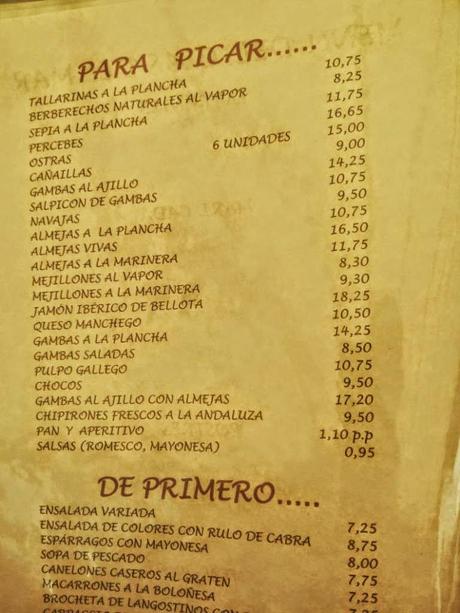 PARA PICAR......
TALLARINAS A LA PLANCHA 10,75
BERBERECHOS NATURALES AL VAPOR 8,25
SEPIA A LA PLANCHA 11,75
PERCEBES 16,65
OSTRAS 6 UNIDADES 15,00
CAÑAILLAS 9,00
GAMBAS AL AJILLO 14,25
SALPICON DE GAMBAS 10,75
NAVAJAS 9,50
ALMEJAS A LA PLANCHA 10,75
ALMEJAS VIVAS 16,50
ALMEJAS A LA MARINERA 11,75
MEJILLONES AL VAPOR 8,30
MEJILLONES A LA MARINERA 9,30
JAMÓN IBÉRICO DE BELLOTA 18,25
QUESO MANCHEGO 10,50
GAMBAS A LA PLANCHA 14,25
GAMBAS SALADAS 8,50
PULPO GALLEGO 10,75
CHOCOS 9,50
GAMBAS AL AJILLO CON ALMEJAS 17,20
CHIPIRONES FRESCOS A LA ANDALUZA 9,50
PAN Y APERITIVO 1,10 p.p
SALSAS (ROMESCO, MAYONESA) 0,95
DE PRIMERO.....
ENSALADA VARIADA 7,25
ENSALADA DE COLORES CON RULO DE CABRA 8,75
ESPÁRRAGOS CON MAYONESA 8,00
SOPA DE PESCADO 7,75
CANELONES CASEROS AL GRATEN 7,25
MACARRONES A LA BOLOÑESA
BROCHETA DE LANGOSTINOS CON